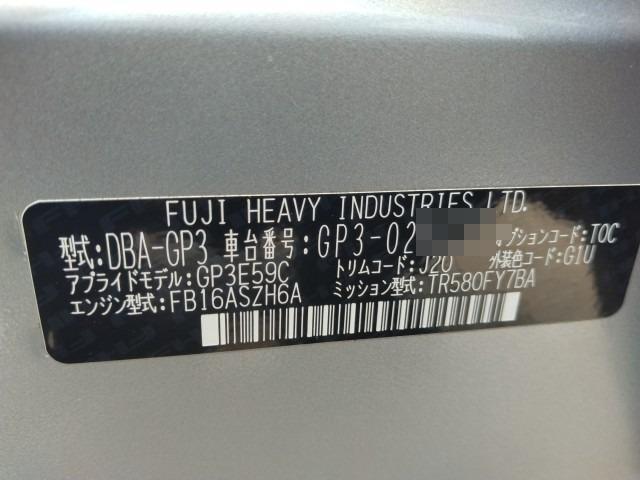 FUJI HEAVY INDUSTRIES LTD.
型式:DBA-GP3 車台番号:GP3-02 プションコード:TOC
アプライドモデル:GP3E59C トリムコード:J20 外装色コード:G1U
エンジン型式:FB16ASZH6A ミッション型式:TR580FY7BA